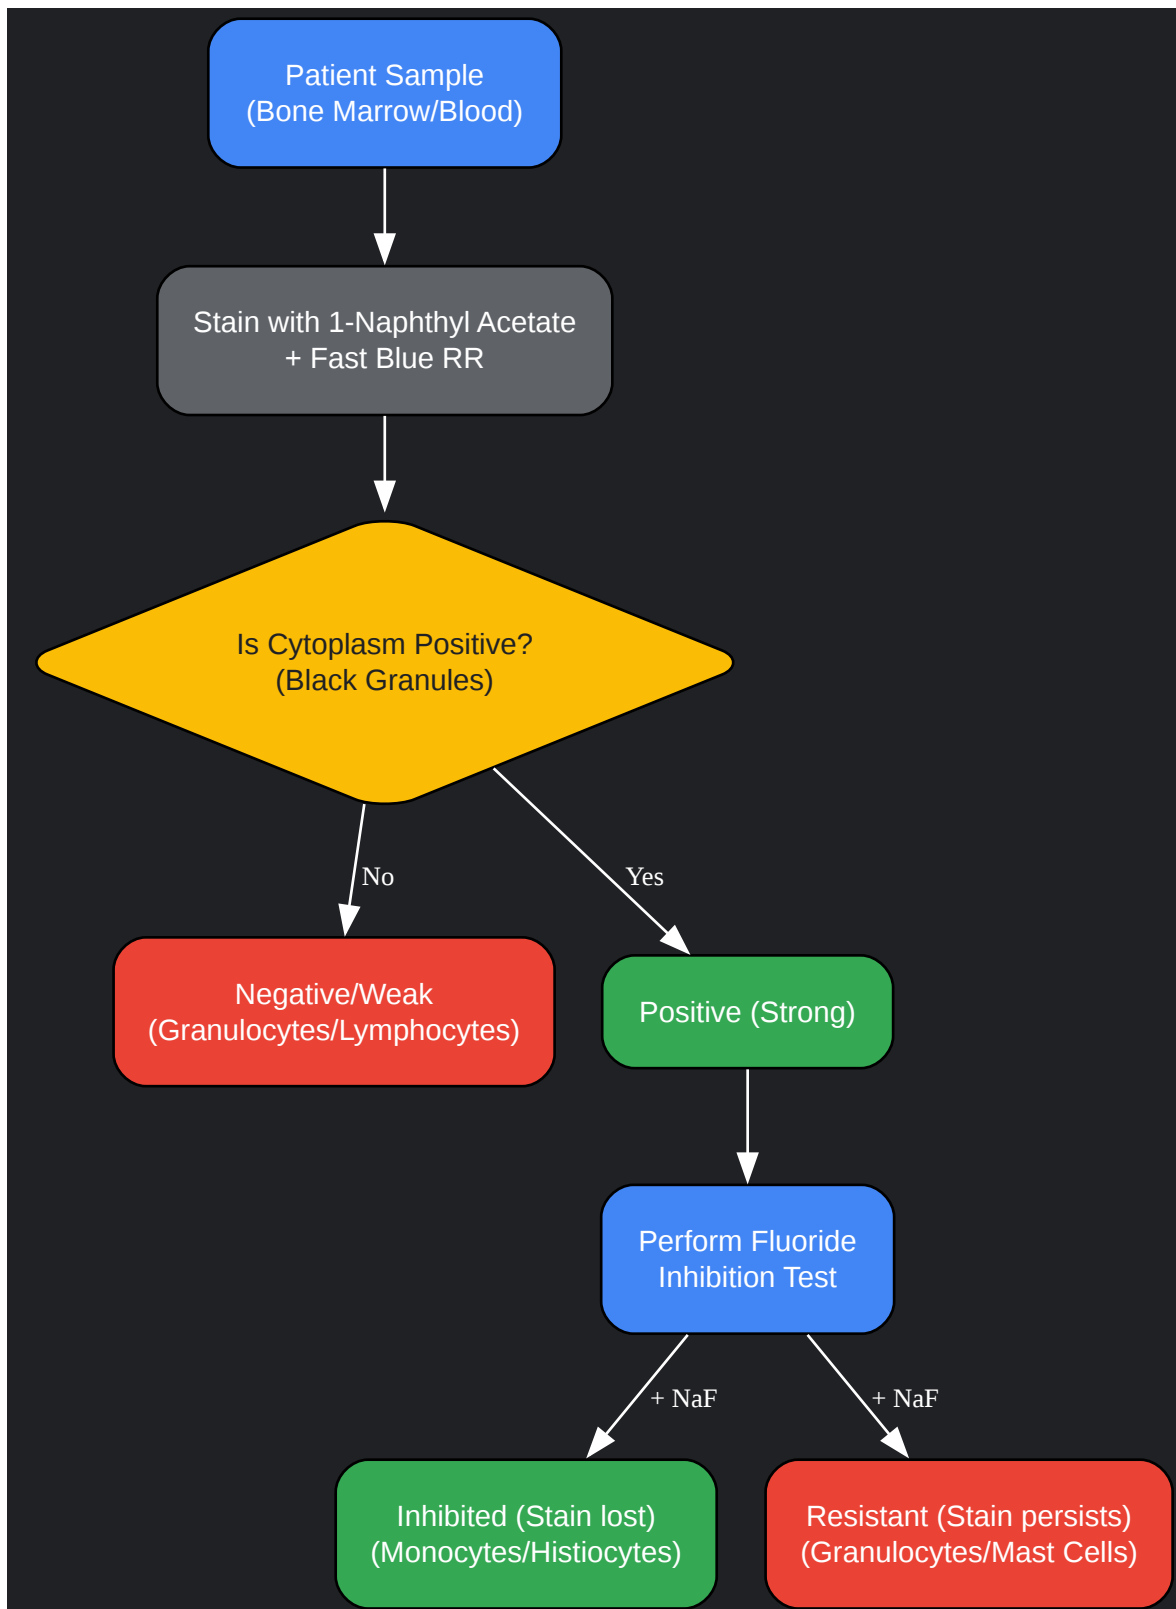 Patient Sample
(Bone Marrow/Blood)
Stain with 1-Naphthyl Acetate
+ Fast Blue RR
Is Cytoplasm Positive?
(Black Granules)
No
Yes
Negative/Weak
(Granulocytes/Lymphocytes)
Positive (Strong)
Perform Fluoride
Inhibition Test
+ NaF
+ NaF
Inhibited (Stain lost)
(Monocytes/Histiocytes)
Resistant (Stain persists)
(Granulocytes/Mast Cells)